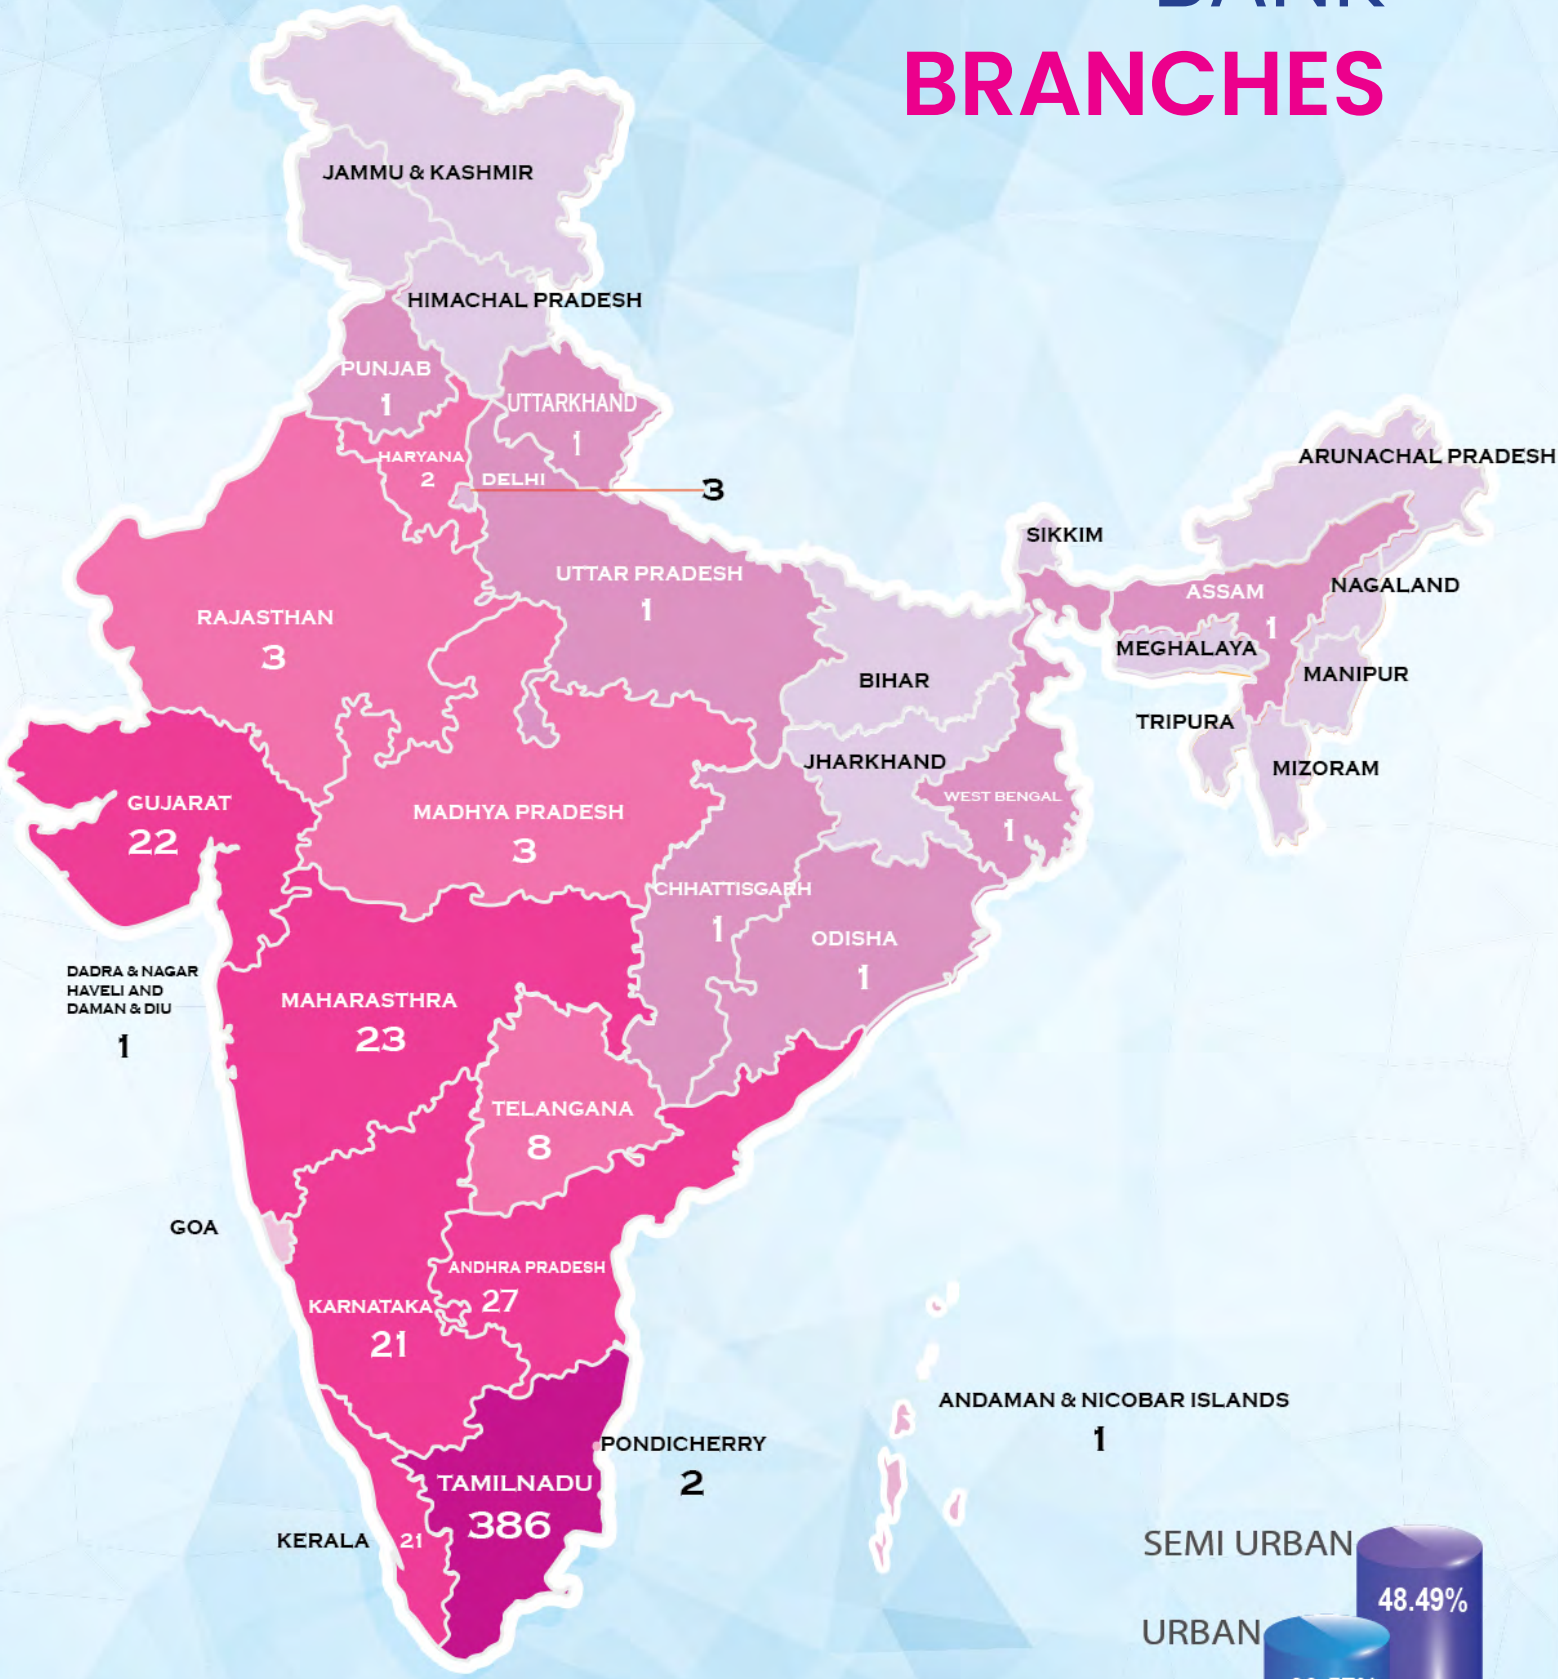 BANK
BRANCHES
JAMMU & KASHMIR
HIMACHAL PRADESH
PUNJAB
1
UTTARKHAND
1
HARYANA
2
DELHI
3
ARUNACHAL PRADESH
SIKKIM
UTTAR PRADESH
1
ASSAM
1
NAGALAND
RAJASTHAN
3
MEGHALAYA
MANIPUR
BIHAR
TRIPURA
JHARKHAND
MIZORAM
WEST BENGAL
1
GUJARAT
22
MADHYA PRADESH
3
CHHATTISGARH
1
ODISHA
1
DADRA & NAGAR
HAVELI AND
DAMAN & DIU
1
MAHARASTHRA
23
TELANGANA
8
GOA
ANDHRA PRADESH
27
KARNATAKA
21
ANDAMAN & NICOBAR ISLANDS
1
PONDICHERRY
2
TAMILNADU
386
KERALA
21
SEMI URBAN
48.49%
URBAN